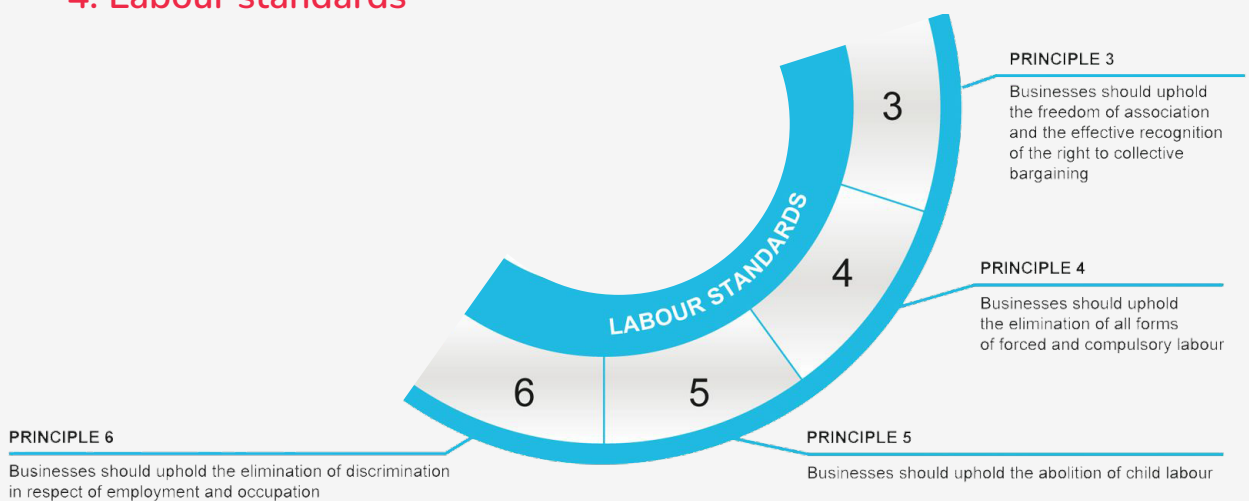 4. Labour standards
PRINCIPLE 3
Businesses should uphold
the freedom of association
and the effective recognition
of the right to collective
bargaining
3
LABOUR STANDARDS
4
PRINCIPLE 4
Businesses should uphold
the elimination of all forms
of forced and compulsory labour
6
5
PRINCIPLE 6
Businesses should uphold the elimination of discrimination
in respect of employment and occupation
PRINCIPLE 5
Businesses should uphold the abolition of child labour